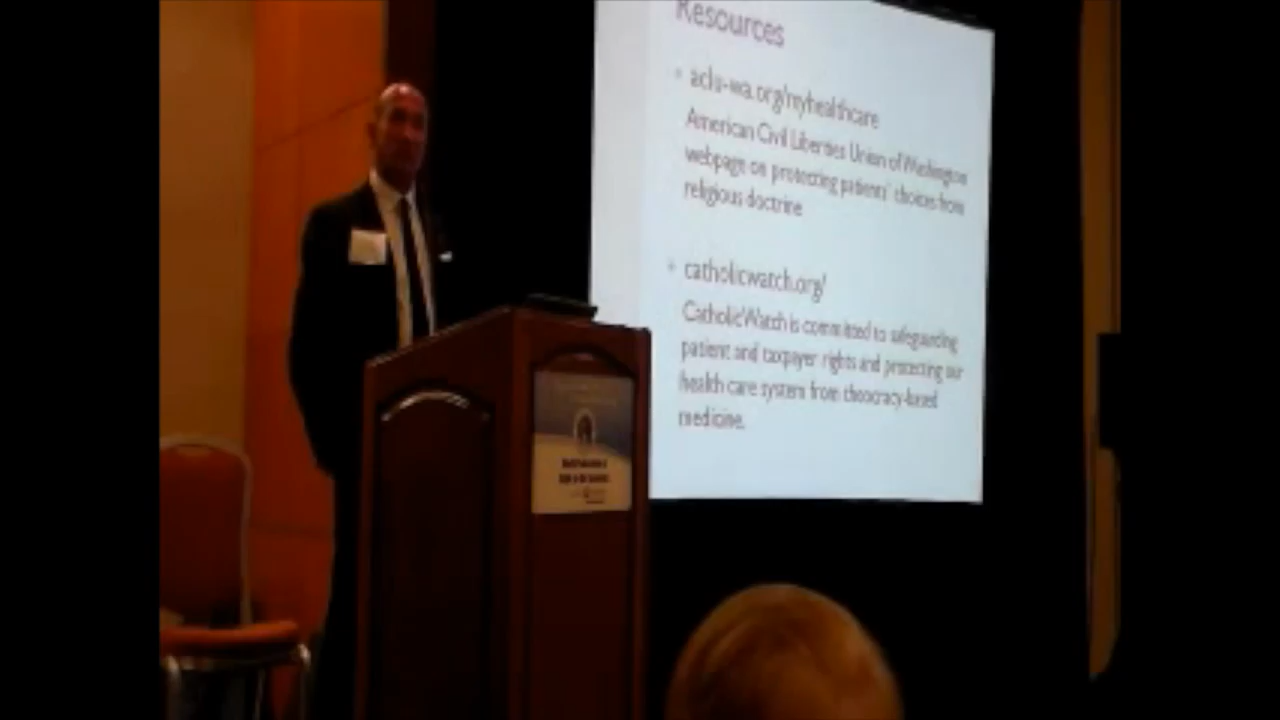 Resources
aclu-wa.org/myhealthcare
American Civil Liberties Union of Washington
webpage on protecting patients' choices from
religious doctrine
catholicwatch.org/
CatholicWatch is committed to safeguarding
patient and taxpayer rights and protecting our
health care system from theocracy-based
medicine.